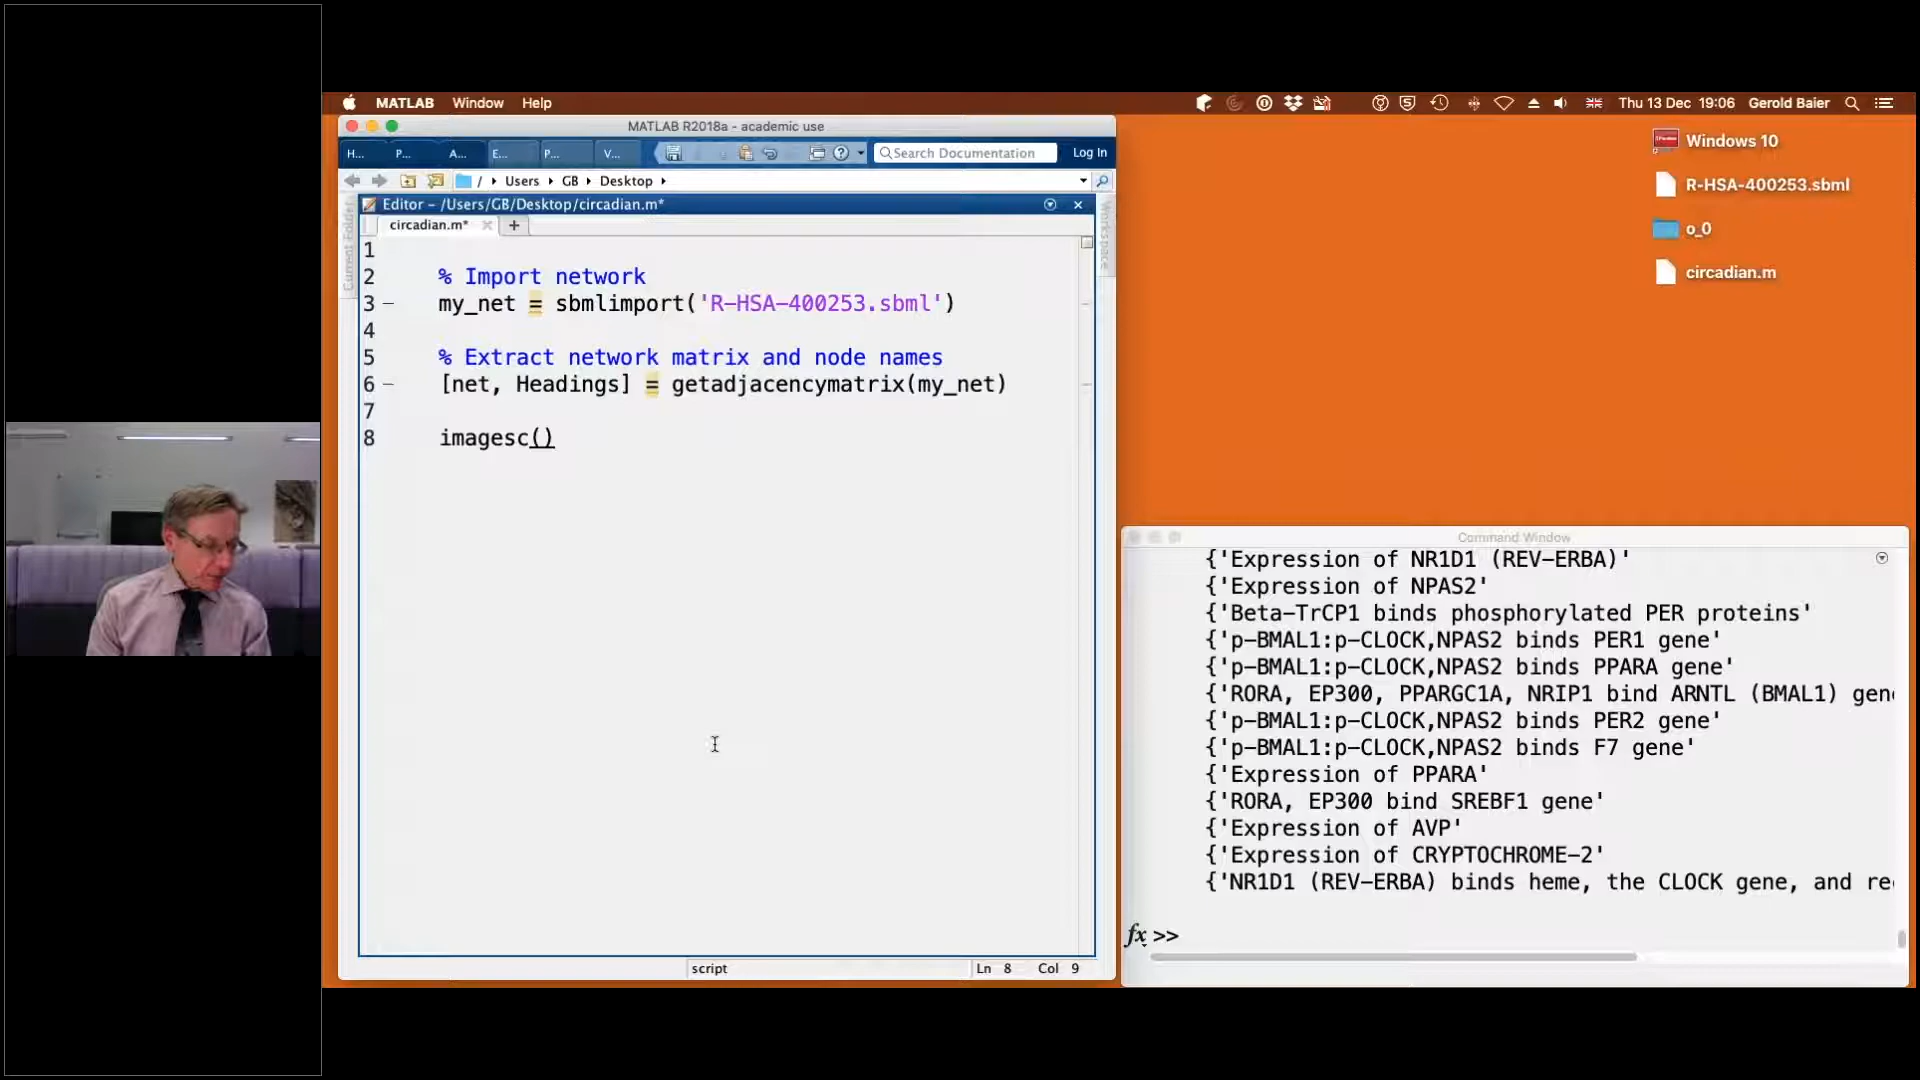 MATLAB Window Help
Thu 13 Dec 19:06 Gerold Baier
MATLAB R2018a - academic use
H... P... A... E... P... V...
Search Documentation
Log In
/ Users GB Desktop
Editor - /Users/GB/Desktop/circadian.m*
circadian.m* +
Current Folder
Workspace
1
2 % Import network
3 – my_net = sbmlimport('R-HSA-400253.sbml')
4
5 % Extract network matrix and node names
6 – [net, Headings] = getadjacencymatrix(my_net)
7
8 imagesc()
script
Ln 8 Col 9
Windows 10
R-HSA-400253.sbml
o_0
circadian.m
Command Window
{'Expression of NR1D1 (REV-ERBA)'
{'Expression of NPAS2'
{'Beta-TrCP1 binds phosphorylated PER proteins'
{'p-BMAL1:p-CLOCK,NPAS2 binds PER1 gene'
{'p-BMAL1:p-CLOCK,NPAS2 binds PPARA gene'
{'RORA, EP300, PPARGC1A, NRIP1 bind ARNTL (BMAL1) gen
{'p-BMAL1:p-CLOCK,NPAS2 binds PER2 gene'
{'p-BMAL1:p-CLOCK,NPAS2 binds F7 gene'
{'Expression of PPARA'
{'RORA, EP300 bind SREBF1 gene'
{'Expression of AVP'
{'Expression of CRYPTOCHROME-2'
{'NR1D1 (REV-ERBA) binds heme, the CLOCK gene, and re
fx >>